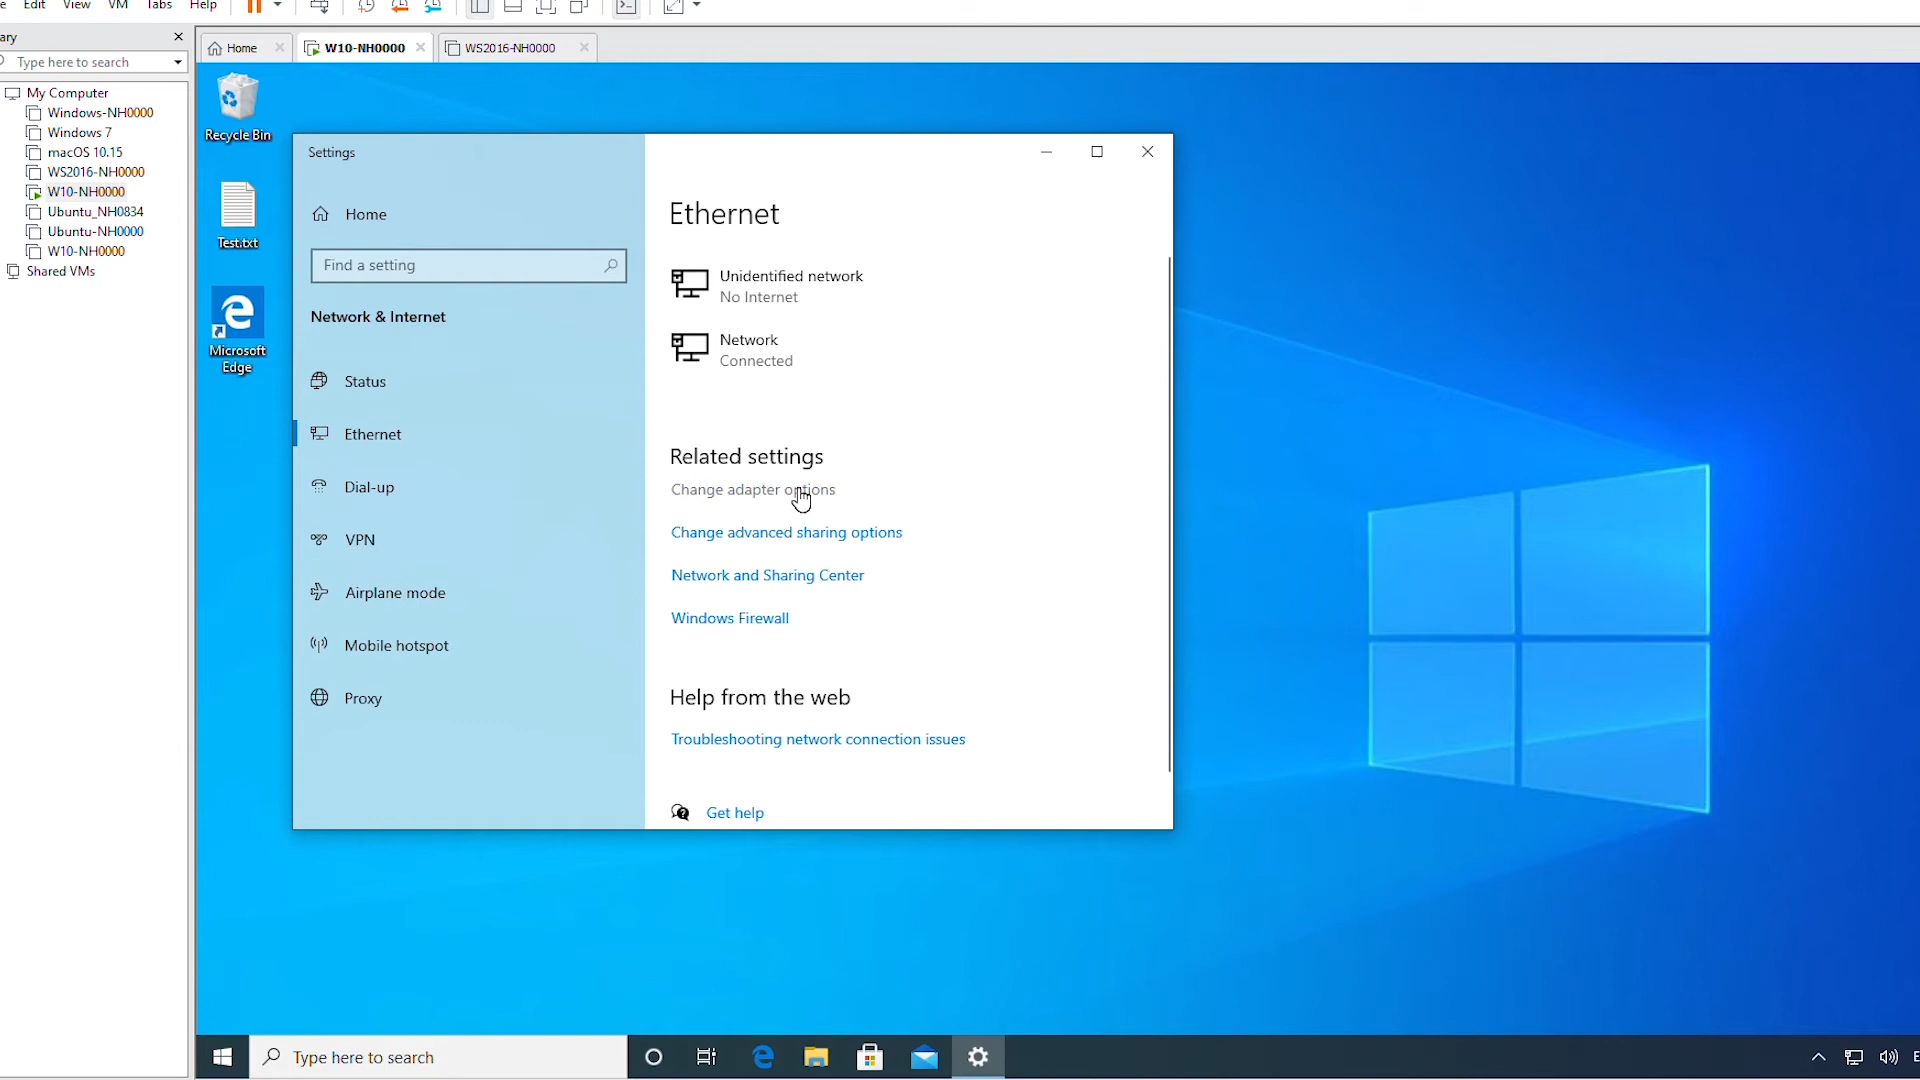 Edit View VM Tabs Help
Type here to search
My Computer
Windows-NH0000
Windows 7
macOS 10.15
WS2016-NH0000
W10-NH0000
Ubuntu_NH0834
Ubuntu-NH0000
W10-NH0000
Shared VMs
Home W10-NH0000 WS2016-NH0000
Recycle Bin
Test.txt
Microsoft
Edge
Settings
Home
Find a setting
Network & Internet
Status
Ethernet
Dial-up
VPN
Airplane mode
Mobile hotspot
Proxy
Ethernet
Unidentified network
No Internet
Network
Connected
Related settings
Change adapter options
Change advanced sharing options
Network and Sharing Center
Windows Firewall
Help from the web
Troubleshooting network connection issues
Get help
Type here to search